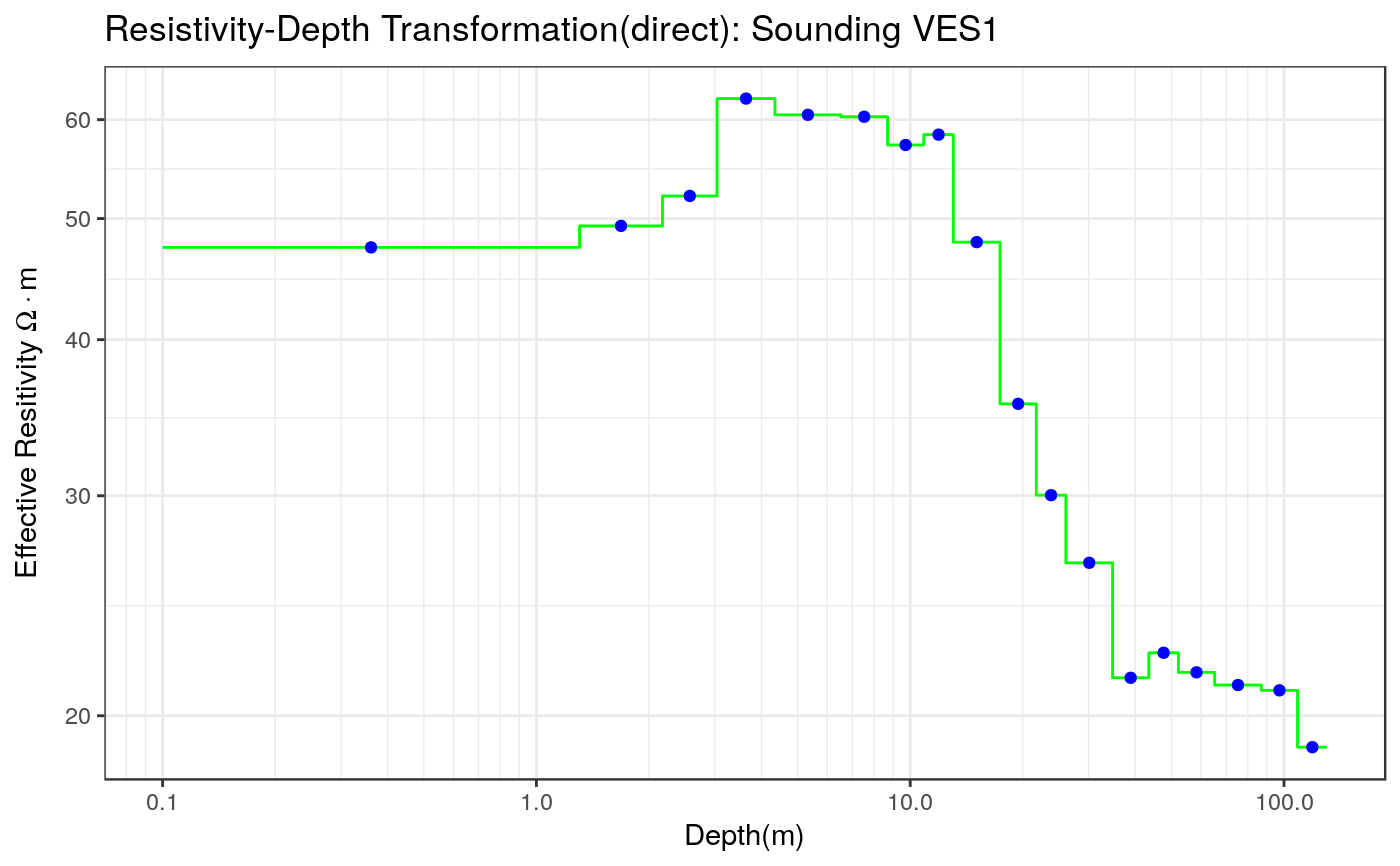 Resistivity-Depth Transformation(direct): Sounding VES1
Effective Resitivity Ω · m
60
50
40
30
20
0.1 1.0 10.0 100.0
Depth(m)